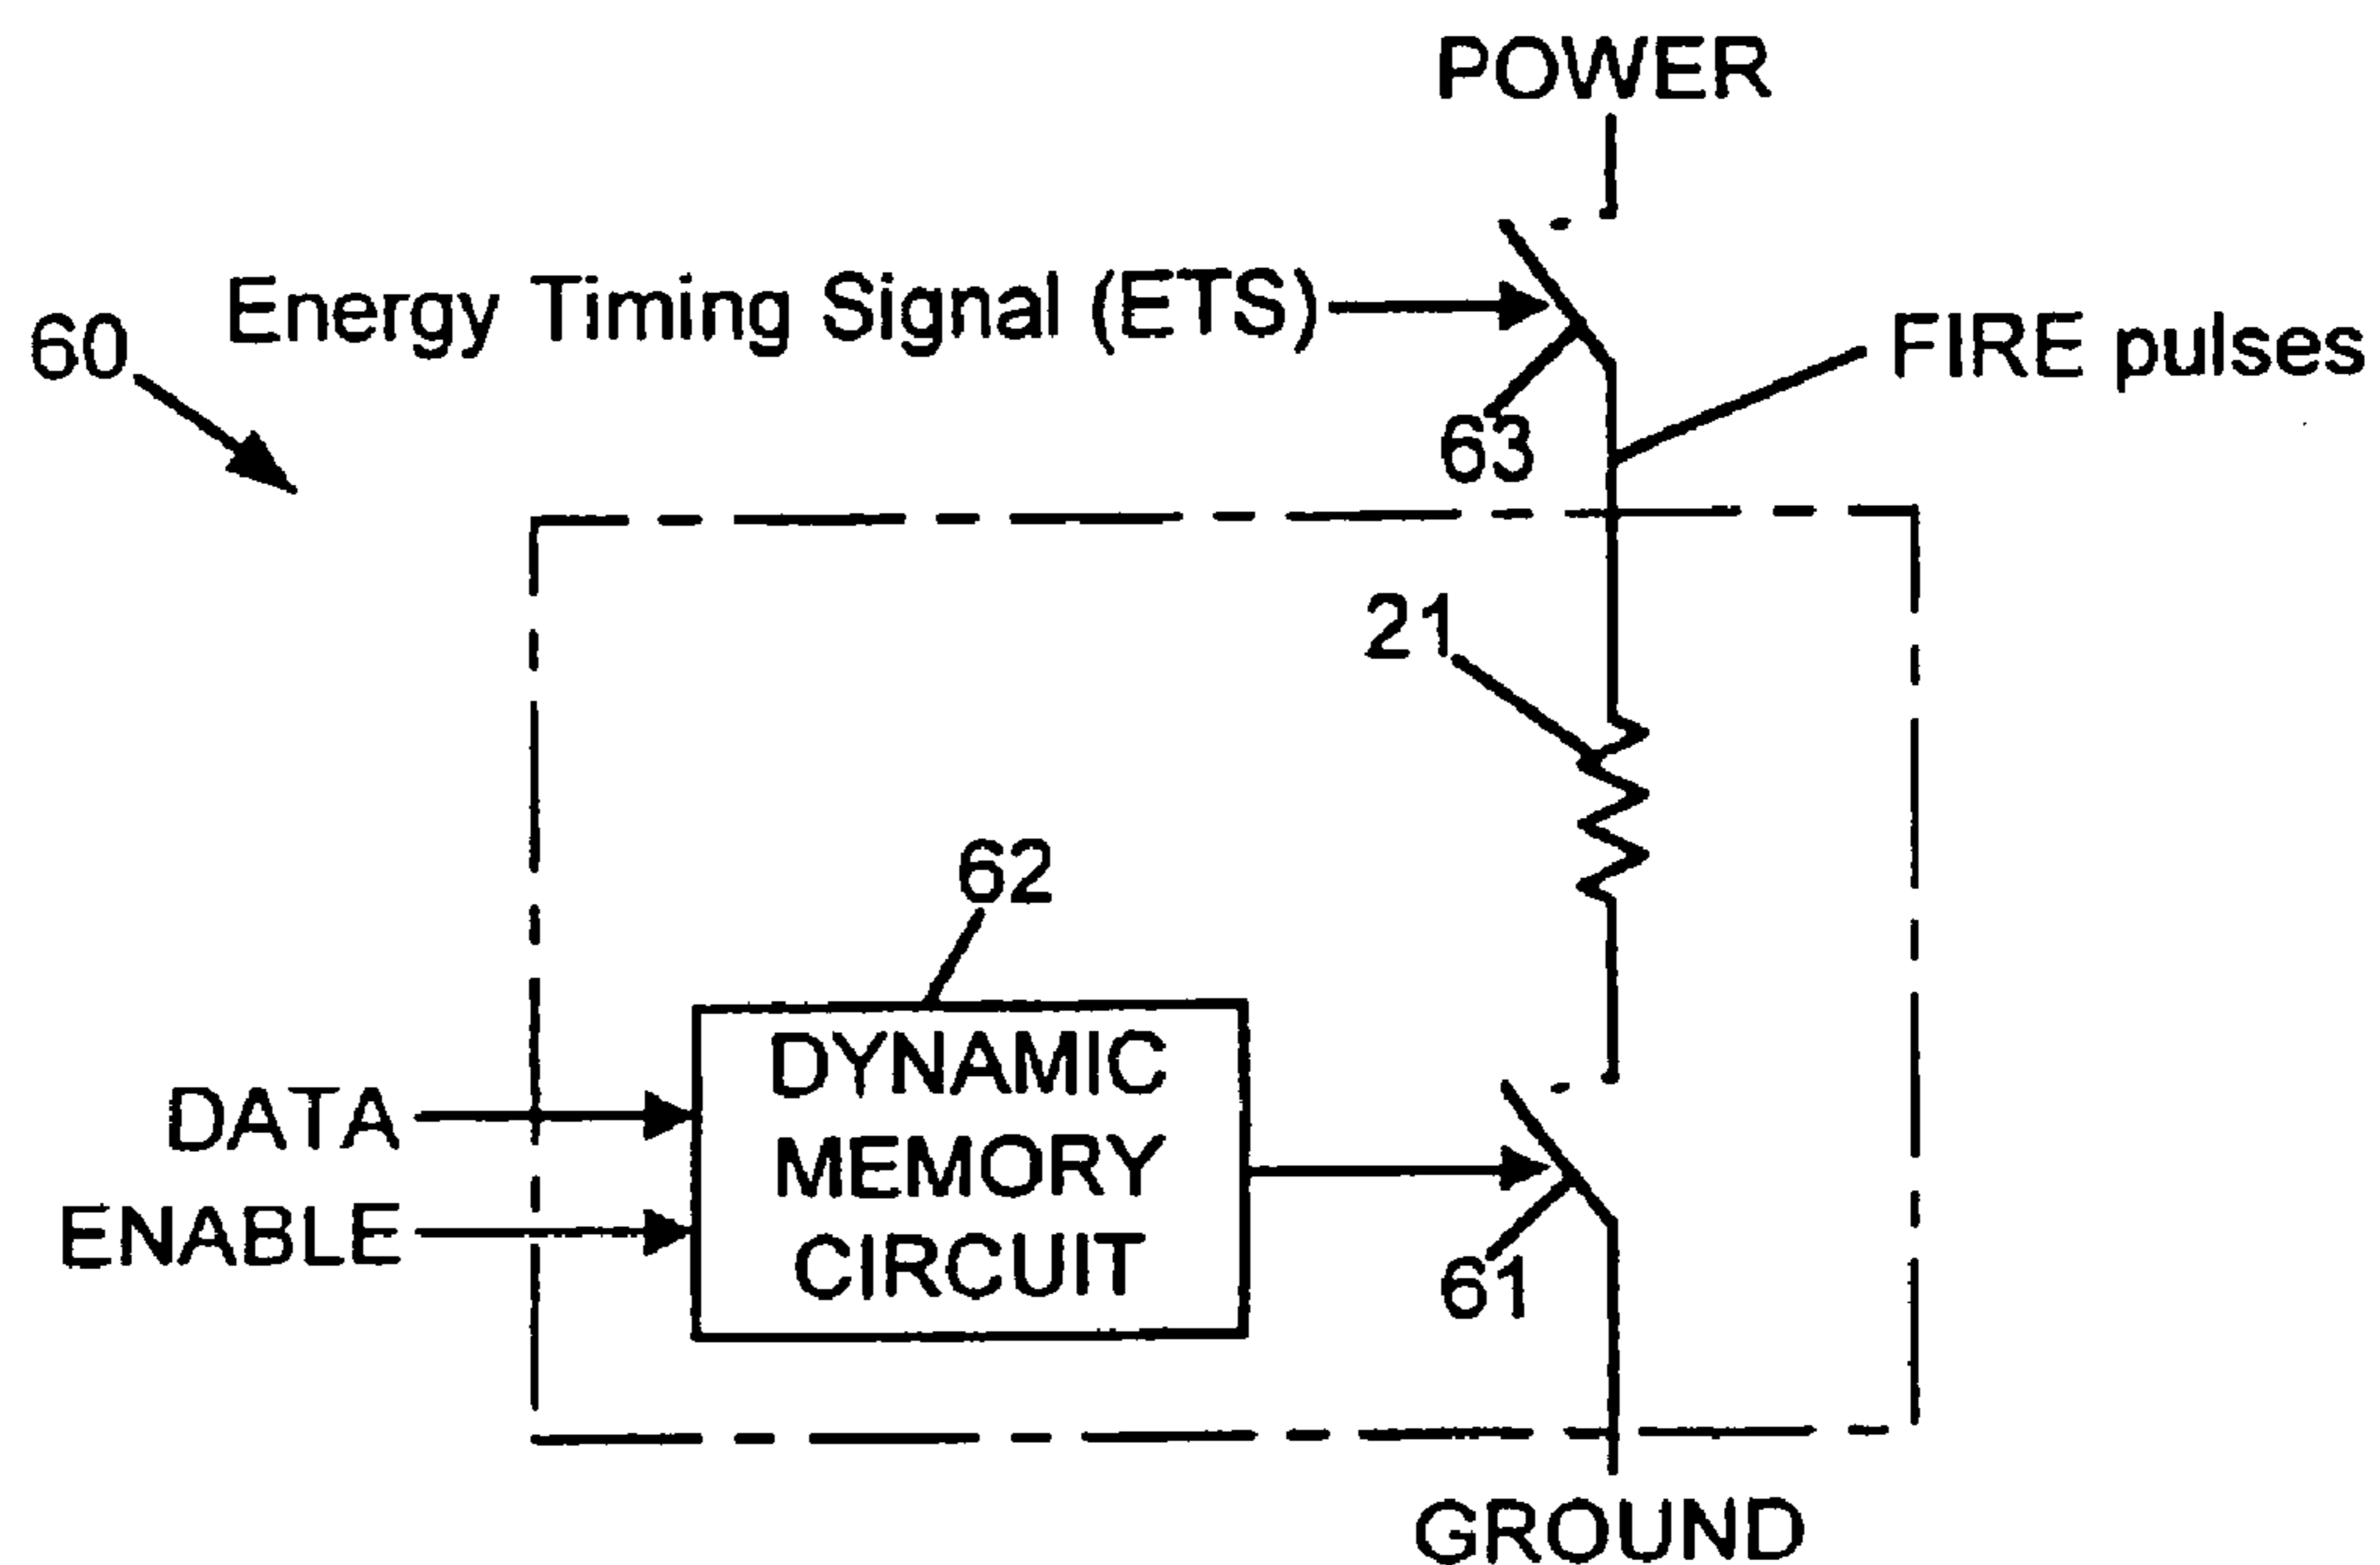 POWER
Energy Timing Signal (ETS)
60
FIRE pulses
63
21
62
DYNAMIC
MEMORY
CIRCUIT
DATA
ENABLE
61
GROUND